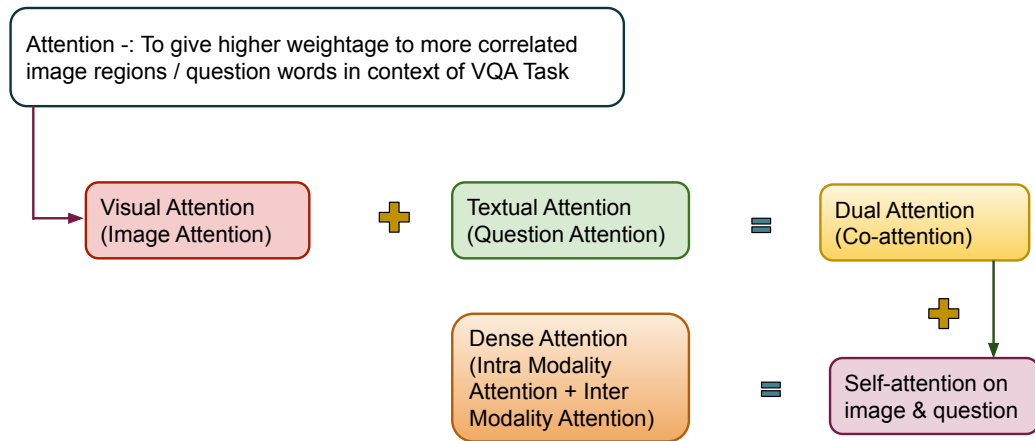 Attention -: To give higher weightage to more correlated
image regions / question words in context of VQA Task
Visual Attention
(Image Attention)
Textual Attention
(Question Attention)
Dual Attention
(Co-attention)
Dense Attention
(Intra Modality
Attention + Inter
Modality Attention)
Self-attention on
image & question